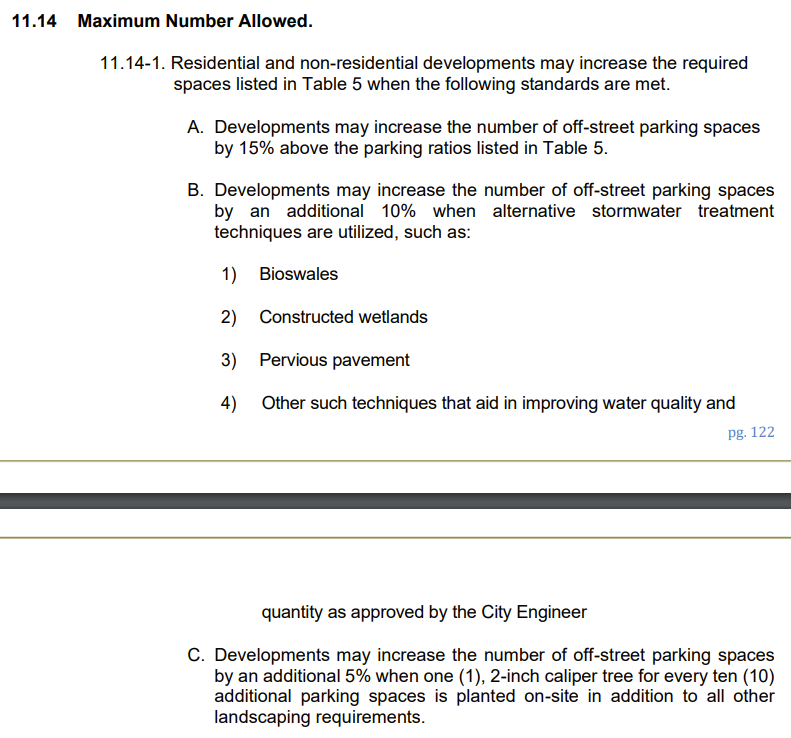 11.14 Maximum Number Allowed.
11.14-1. Residential and non-residential developments may increase the required
spaces listed in Table 5 when the following standards are met.
A. Developments may increase the number of off-street parking spaces
by 15% above the parking ratios listed in Table 5.
B. Developments may increase the number of off-street parking spaces
by an additional 10% when alternative stormwater treatment
techniques are utilized, such as:
1) Bioswales
2) Constructed wetlands
3) Pervious pavement
4) Other such techniques that aid in improving water quality and
pg. 122
quantity as approved by the City Engineer
C. Developments may increase the number of off-street parking spaces
by an additional 5% when one (1), 2-inch caliper tree for every ten (10)
additional parking spaces is planted on-site in addition to all other
landscaping requirements.